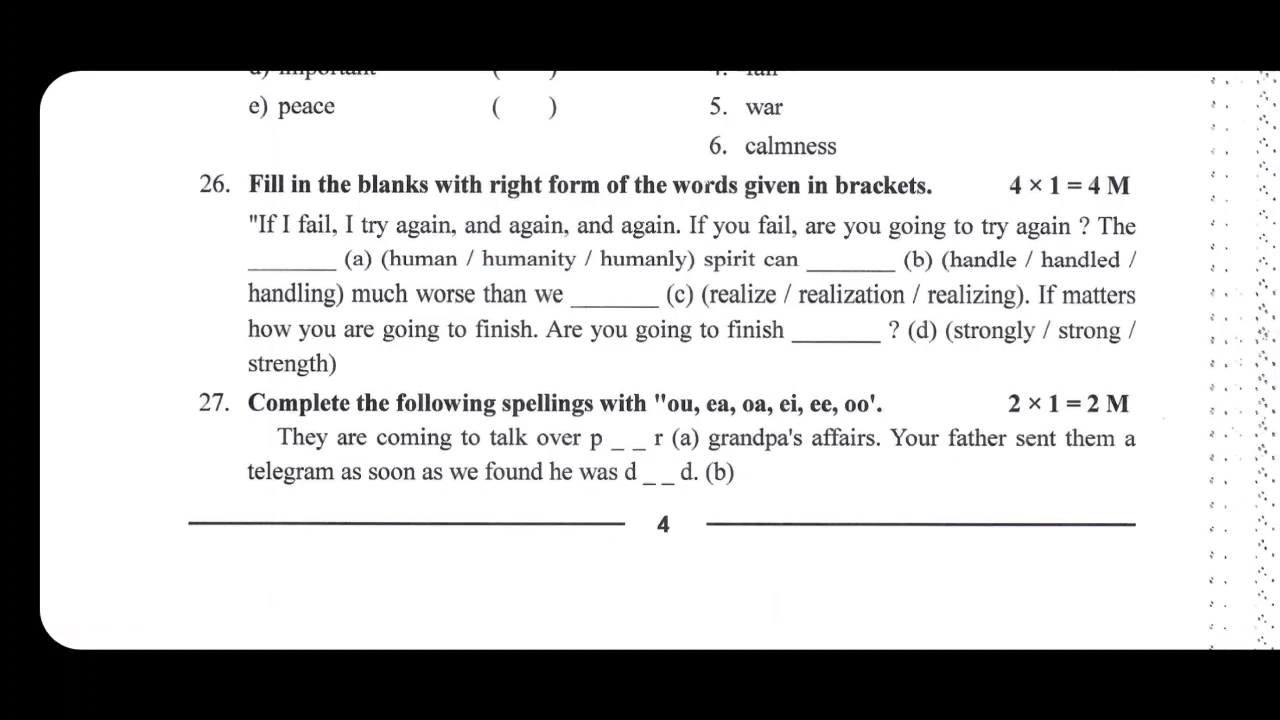 e) peace ( ) 5. war
6. calmness
26. Fill in the blanks with right form of the words given in brackets. 4 × 1 = 4 M
"If I fail, I try again, and again, and again. If you fail, are you going to try again ? The
________ (a) (human / humanity / humanly) spirit can ________ (b) (handle / handled /
handling) much worse than we ________ (c) (realize / realization / realizing). If matters
how you are going to finish. Are you going to finish ________ ? (d) (strongly / strong /
strength)
27. Complete the following spellings with "ou, ea, oa, ei, ee, oo'. 2 × 1 = 2 M
They are coming to talk over p _ _ r (a) grandpa's affairs. Your father sent them a
telegram as soon as we found he was d _ _ d. (b)
4